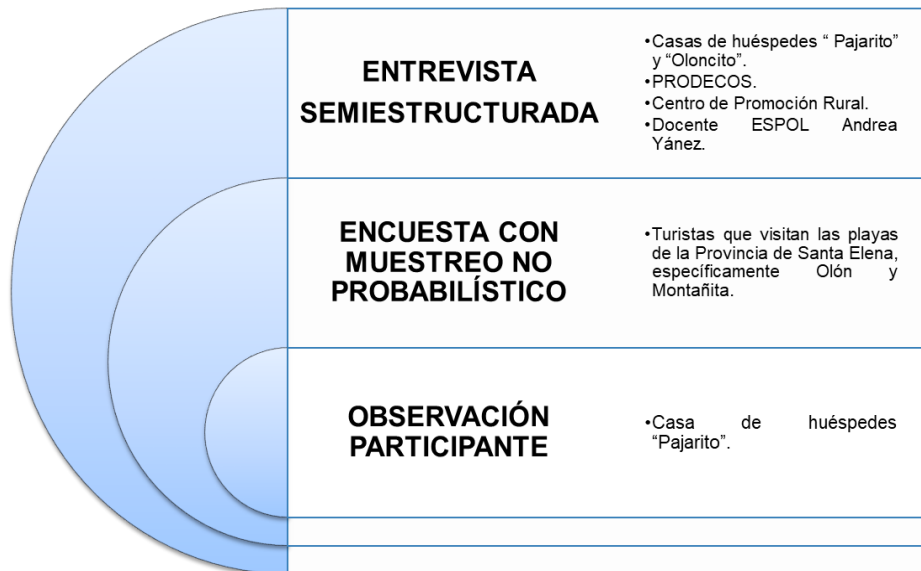 ENTREVISTA
SEMIESTRUCTURADA
•Casas de huéspedes “ Pajarito”
y “Oloncito”.
•PRODECOS.
•Centro de Promoción Rural.
•Docente ESPOL Andrea
Yánez.
ENCUESTA CON
MUESTREO NO
PROBABILÍSTICO
•Turistas que visitan las playas
de la Provincia de Santa Elena,
específicamente Olón y
Montañita.
OBSERVACIÓN
PARTICIPANTE
•Casa de huéspedes
“Pajarito”.